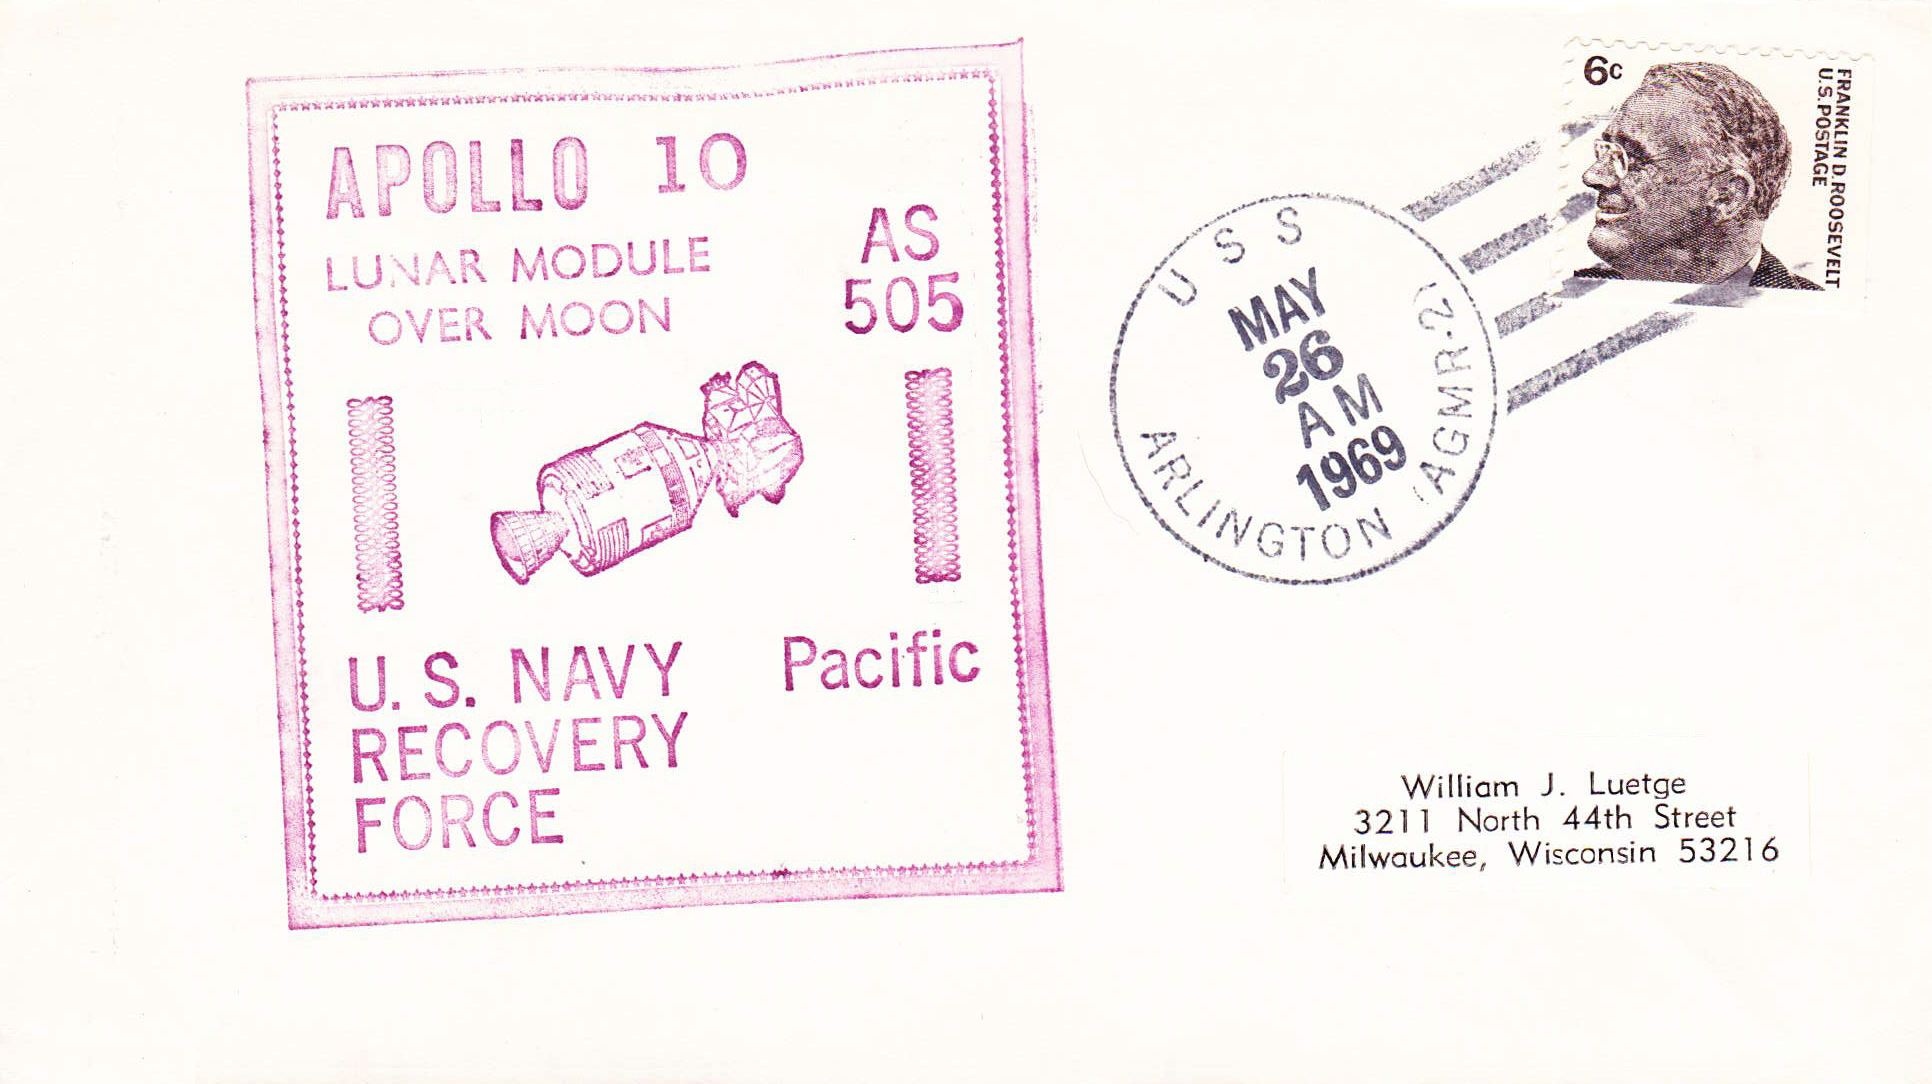 APOLLO 10
LUNAR MODULE
OVER MOON
AS
505
U. S. NAVY
RECOVERY
FORCE
Pacific
USS
ARLINGTON (AGMR-2)
MAY
26
AM
1969
6c
FRANKLIN D. ROOSEVELT
U.S. POSTAGE
William J. Luetge
3211 North 44th Street
Milwaukee, Wisconsin 53216